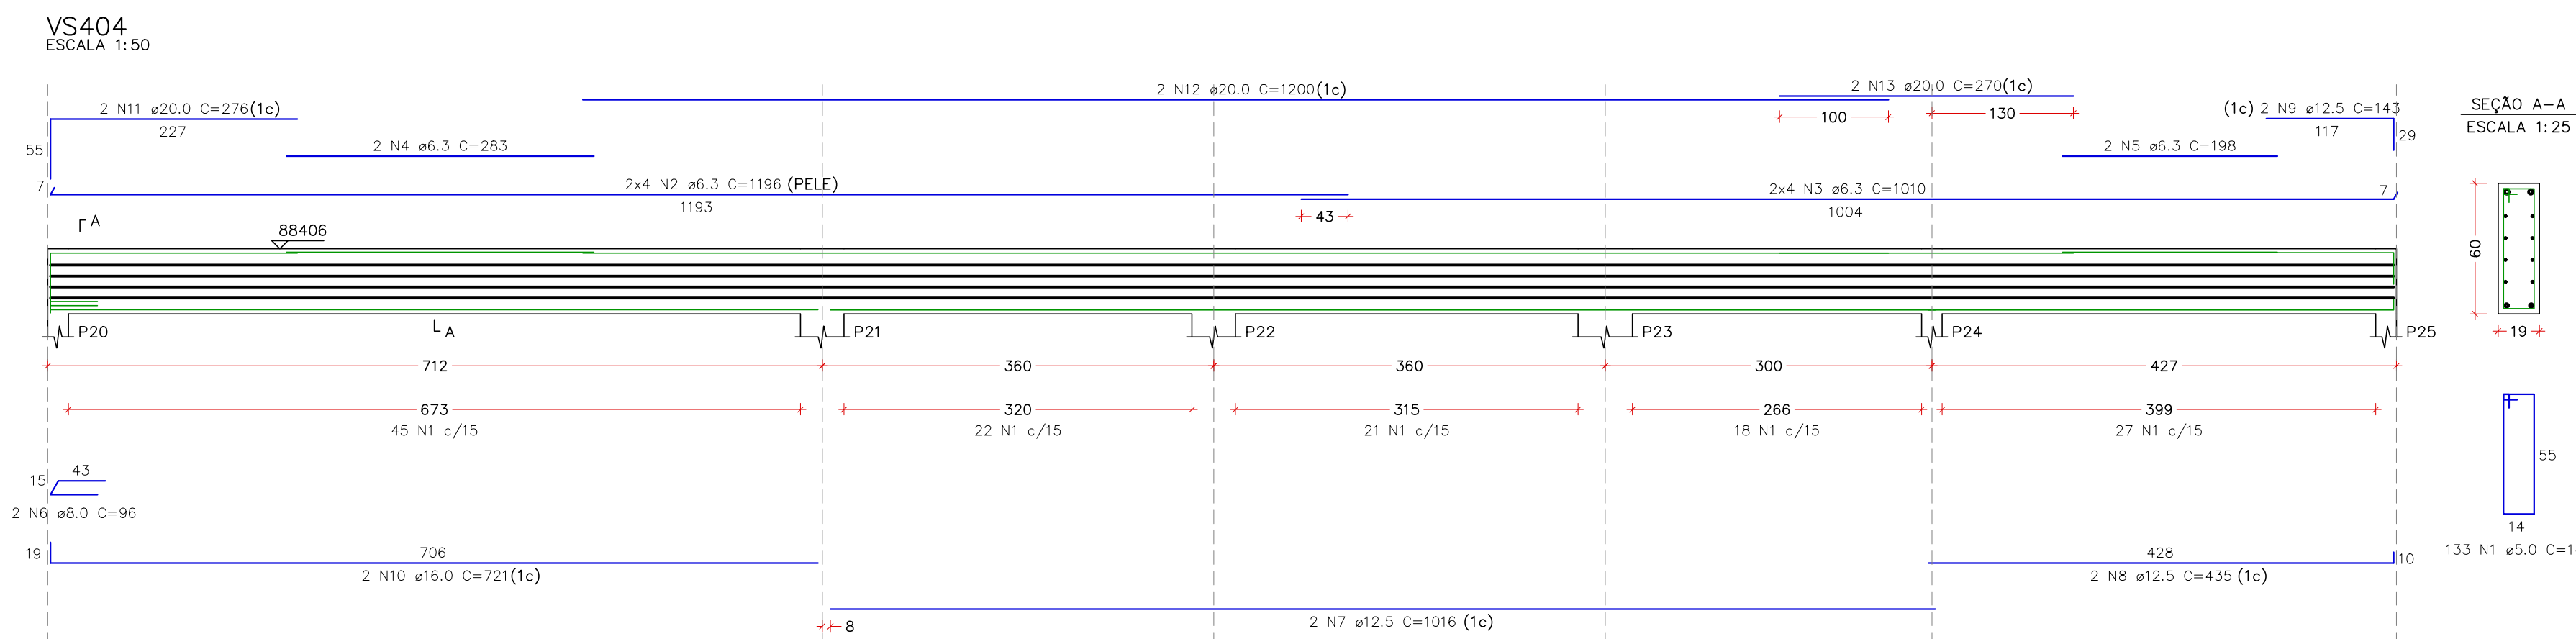 VS404
ESCALA 1:50
2 N12 ø20.0 C=1200(1c)
2 N13 ø20.0 C=270(1c)
2 N11 ø20.0 C=276(1c)
(1c) 2 N9 ø12.5 C=143
SEÇÃO A-A
100
130
227
117
29
ESCALA 1:25
55
2 N4 ø6.3 C=283
2 N5 ø6.3 C=198
7
2x4 N2 ø6.3 C=1196 (PELE)
2x4 N3 ø6.3 C=1010
7
1193
1004
43
A
88406
60
A
P20
P21
P22
P23
P24
P25
19
712
360
360
300
427
673
320
315
266
399
45 N1 c/15
22 N1 c/15
21 N1 c/15
18 N1 c/15
27 N1 c/15
43
15
55
2 N6 ø8.0 C=96
14
19
706
428
10
133 N1 ø5.0 C=1
2 N10 ø16.0 C=721(1c)
2 N8 ø12.5 C=435 (1c)
8
2 N7 ø12.5 C=1016 (1c)